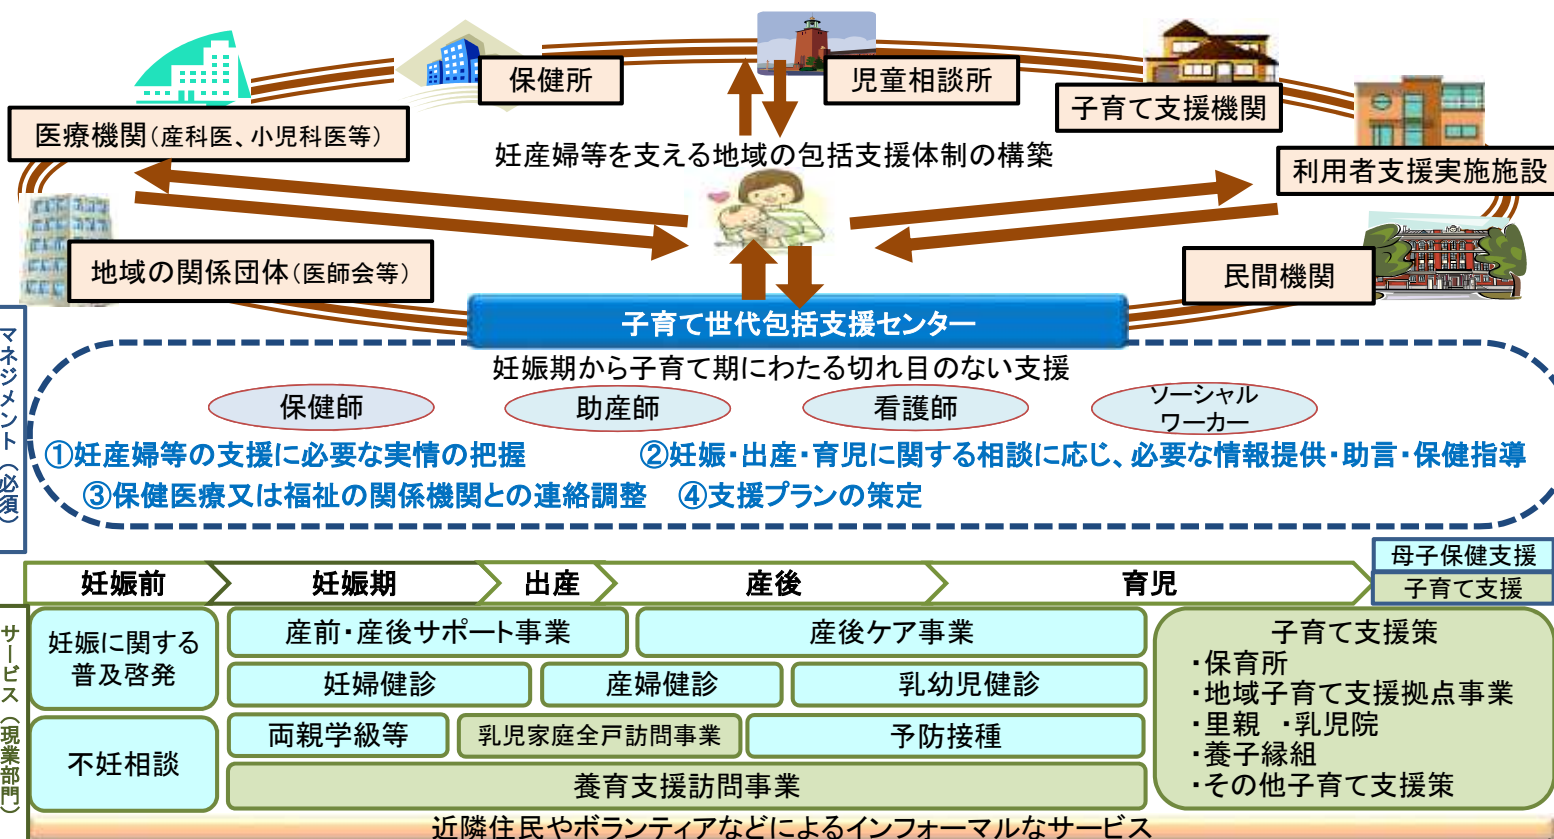 保健所
児童相談所
子育て支援機関
医療機関(産科医、小児科医等)
妊産婦等を支える地域の包括支援体制の構築
利用者支援実施施設
地域の関係団体(医師会等)
民間機関
子育て世代包括支援センター
マネジメント(必須)
妊娠期から子育て期にわたる切れ目のない支援
保健師
助産師
看護師
ソーシャル
ワーカー
①妊産婦等の支援に必要な実情の把握
②妊娠・出産・育児に関する相談に応じ、必要な情報提供・助言・保健指導
③保健医療又は福祉の関係機関との連絡調整
④支援プランの策定
母子保健支援
子育て支援
妊娠前
妊娠期
出産
産後
育児
サービス(現業部門)
妊娠に関する
普及啓発
産前・産後サポート事業
産後ケア事業
妊婦健診
産婦健診
乳幼児健診
不妊相談
両親学級等
乳児家庭全戸訪問事業
予防接種
養育支援訪問事業
子育て支援策
・保育所
・地域子育て支援拠点事業
・里親 ・乳児院
・養子縁組
・その他子育て支援策
近隣住民やボランティアなどによるインフォーマルなサービス